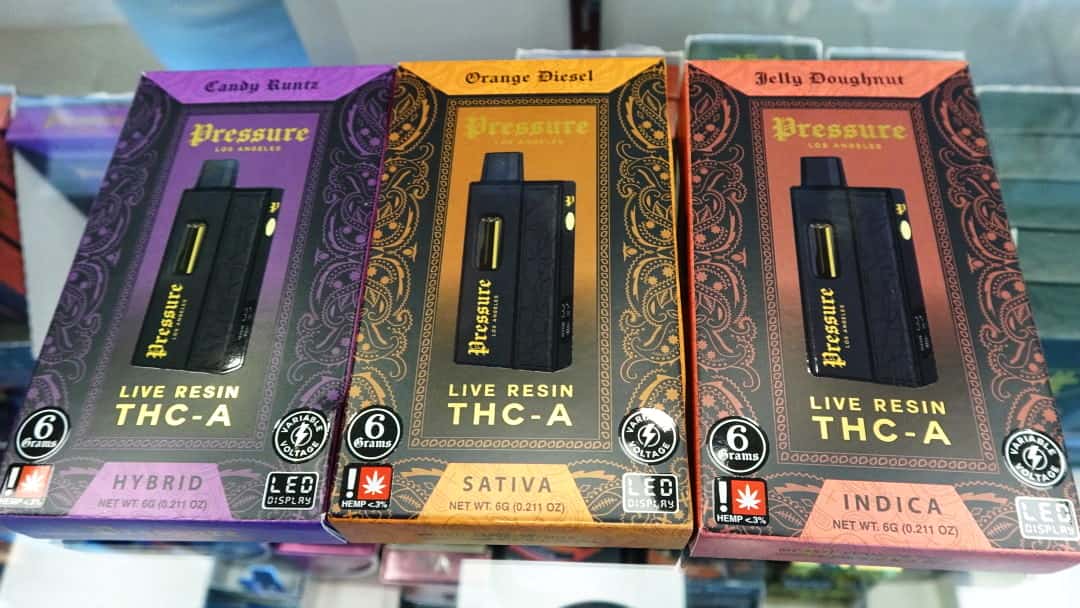 Candy Runtz
Pressure
LOS ANGELES
Pressure
LOS ANGELES
LIVE RESIN
THC-A
6
Grams
VARIABLE
VOLTAGE
!
HEMP <.3%
HYBRID
NET WT. 6G (0.211 OZ)
LED
DISPLAY
Orange Diesel
Pressure
LOS ANGELES
P
Pressure
LOS ANGELES
LIVE RESIN
THC-A
6
Grams
VARIABLE
VOLTAGE
!
HEMP <.3%
SATIVA
NET WT. 6G (0.211 OZ)
LED
DISPLAY
Jelly Doughnut
Pressure
LOS ANGELES
P
Pressure
LOS ANGELES
LIVE RESIN
THC-A
6
Grams
VARIABLE
VOLTAGE
!
HEMP <.3%
INDICA
NET WT. 6G (0.211 OZ)
LED
DISPLAY